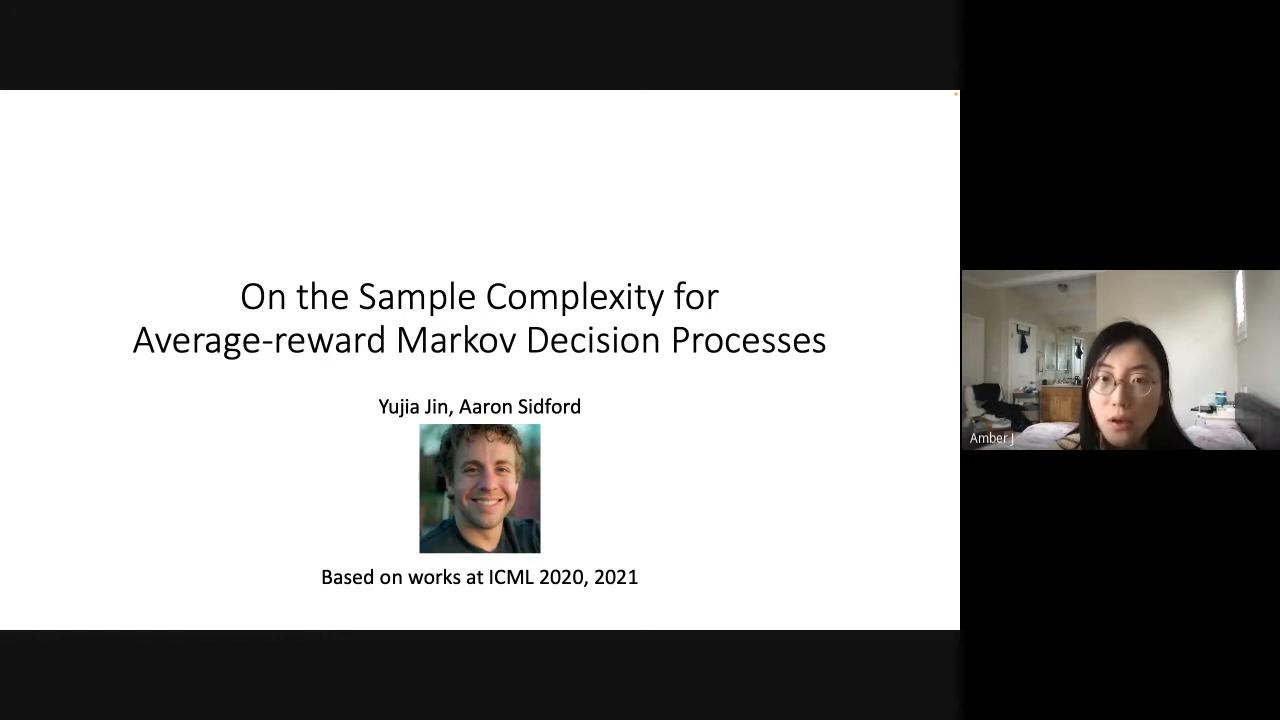 On the Sample Complexity for
Average-reward Markov Decision Processes
Yujia Jin, Aaron Sidford
Based on works at ICML 2020, 2021
Amber J